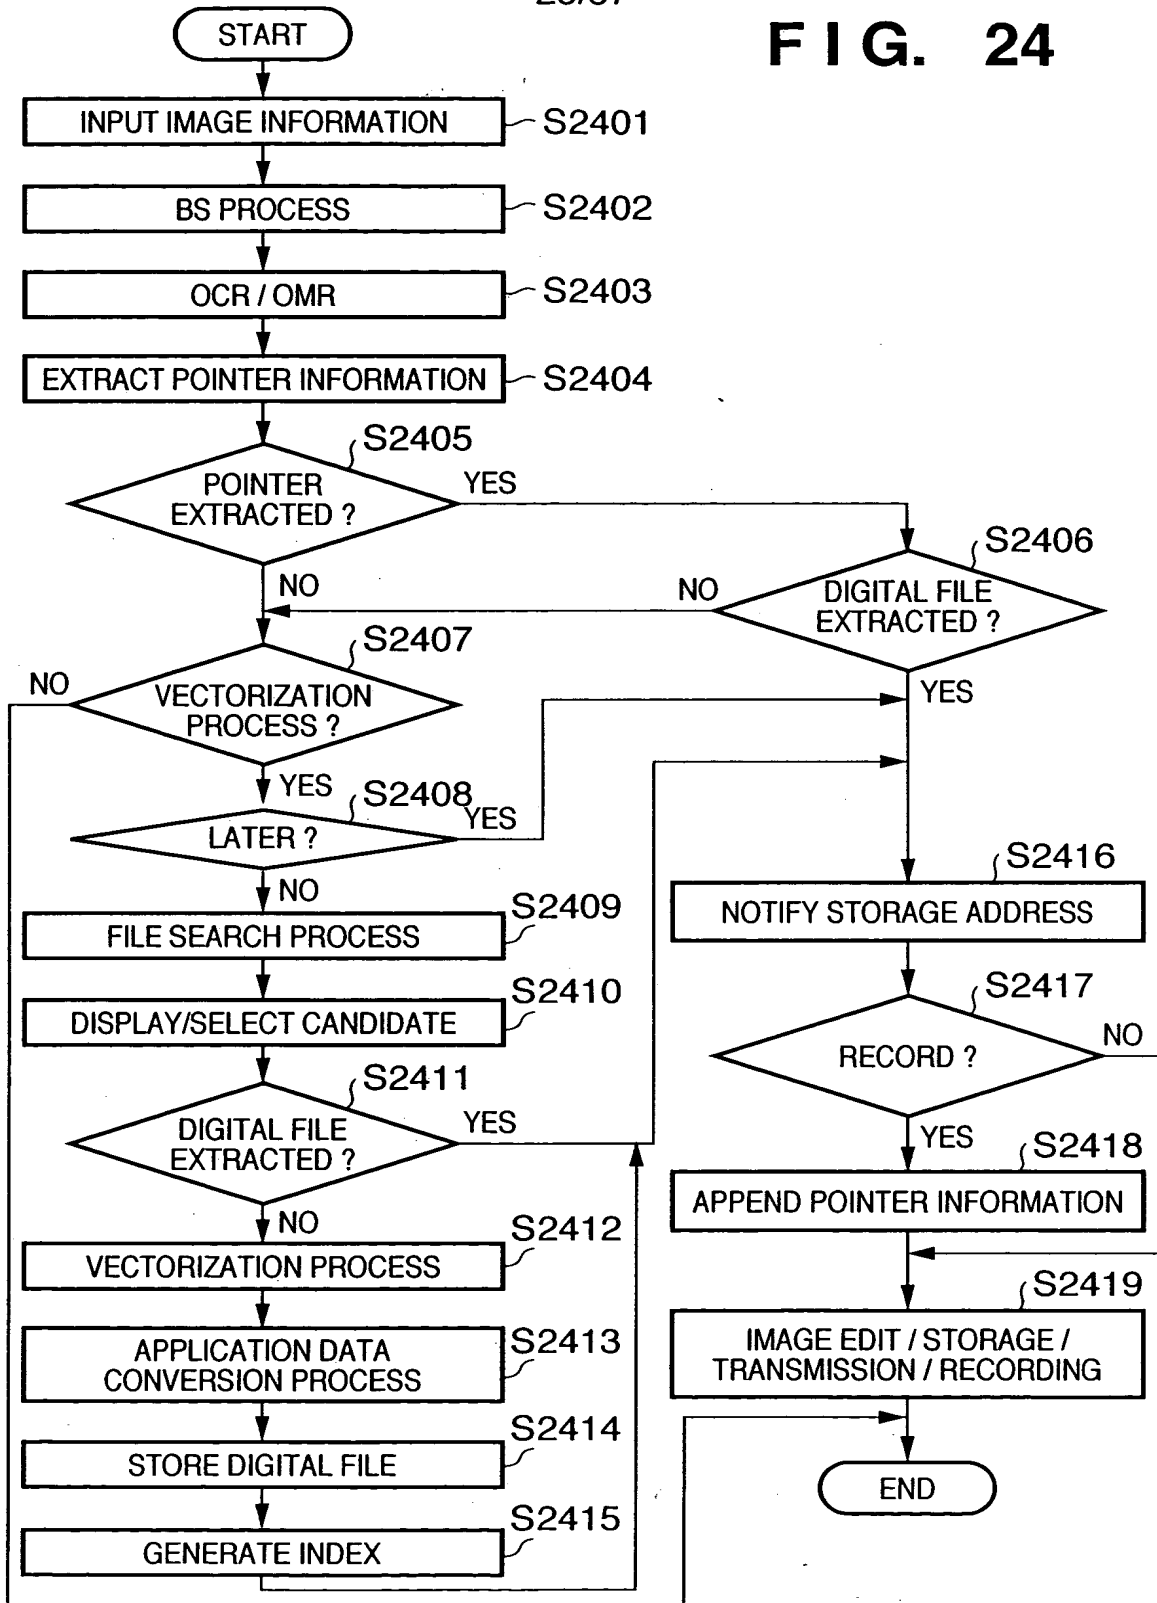 START
FIG. 24
INPUT IMAGE INFORMATION
S2401
BS PROCESS
S2402
OCR / OMR
S2403
EXTRACT POINTER INFORMATION
S2404
S2405
POINTER
EXTRACTED ?
YES
NO
S2406
DIGITAL FILE
EXTRACTED ?
NO
YES
S2407
VECTORIZATION
PROCESS ?
NO
YES
S2408
LATER ?
YES
NO
S2409
FILE SEARCH PROCESS
S2410
DISPLAY/SELECT CANDIDATE
S2411
DIGITAL FILE
EXTRACTED ?
YES
NO
S2412
VECTORIZATION PROCESS
S2413
APPLICATION DATA
CONVERSION PROCESS
S2414
STORE DIGITAL FILE
S2415
GENERATE INDEX
S2416
NOTIFY STORAGE ADDRESS
S2417
RECORD ?
NO
YES
S2418
APPEND POINTER INFORMATION
S2419
IMAGE EDIT / STORAGE /
TRANSMISSION / RECORDING
END